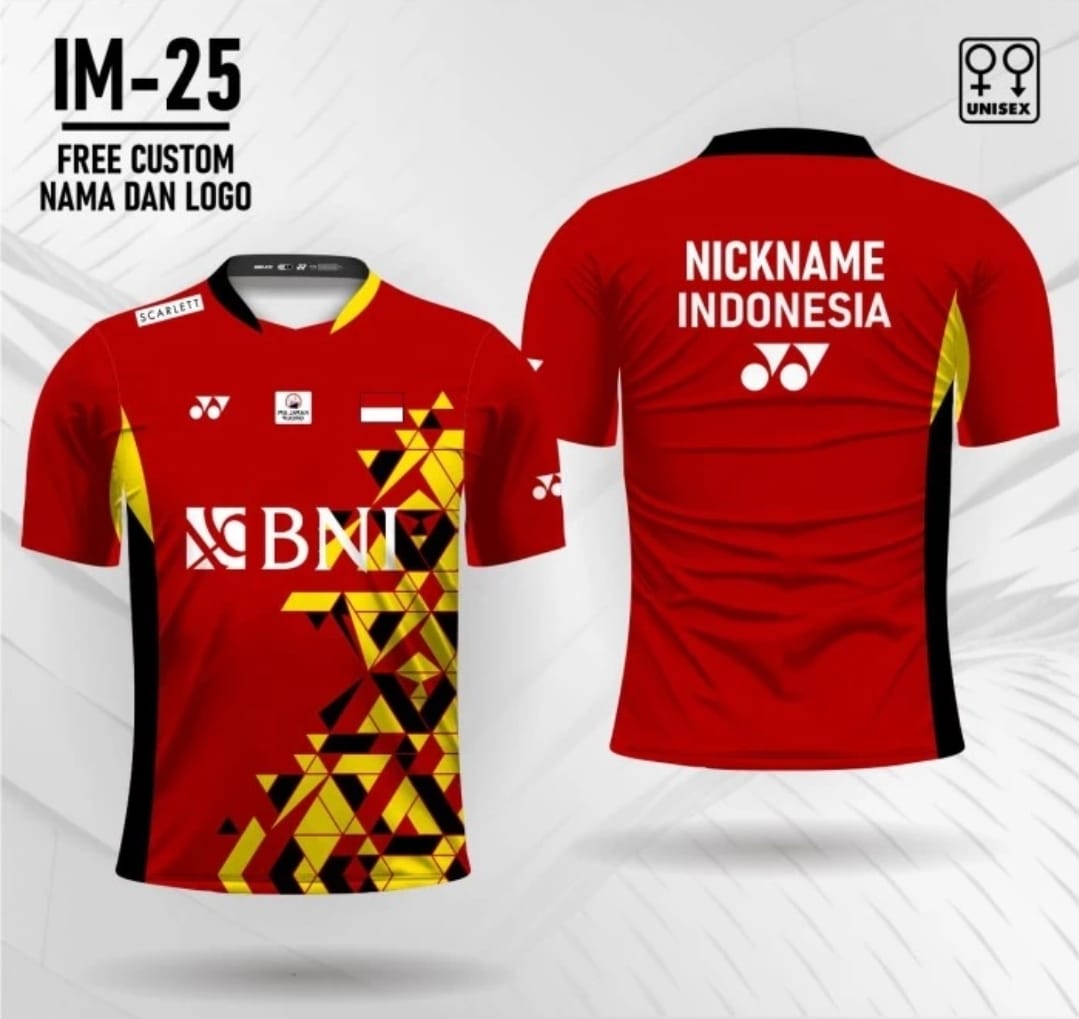 IM-25
FREE CUSTOM
NAMA DAN LOGO
UNISEX
SCARLETT
BNI
NICKNAME
INDONESIA